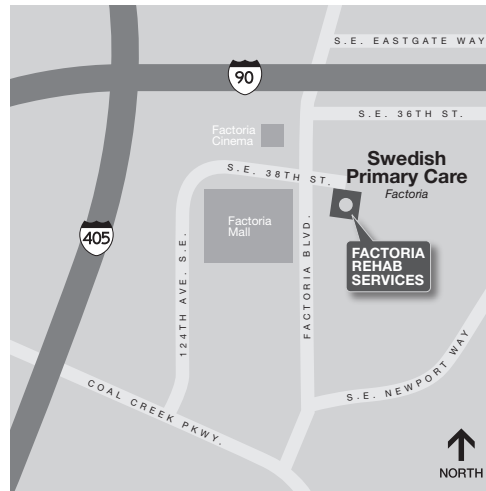 S.E. EASTGATE WAY
90
S.E. 36TH ST.
Factoria
Cinema
S.E. 38TH ST.
Swedish
Primary Care
Factoria
Factoria
Mall
405
124TH AVE. S.E.
FACTORIA BLVD.
FACTORIA
REHAB
SERVICES
COAL CREEK PKWY.
S.E. NEWPORT WAY
NORTH